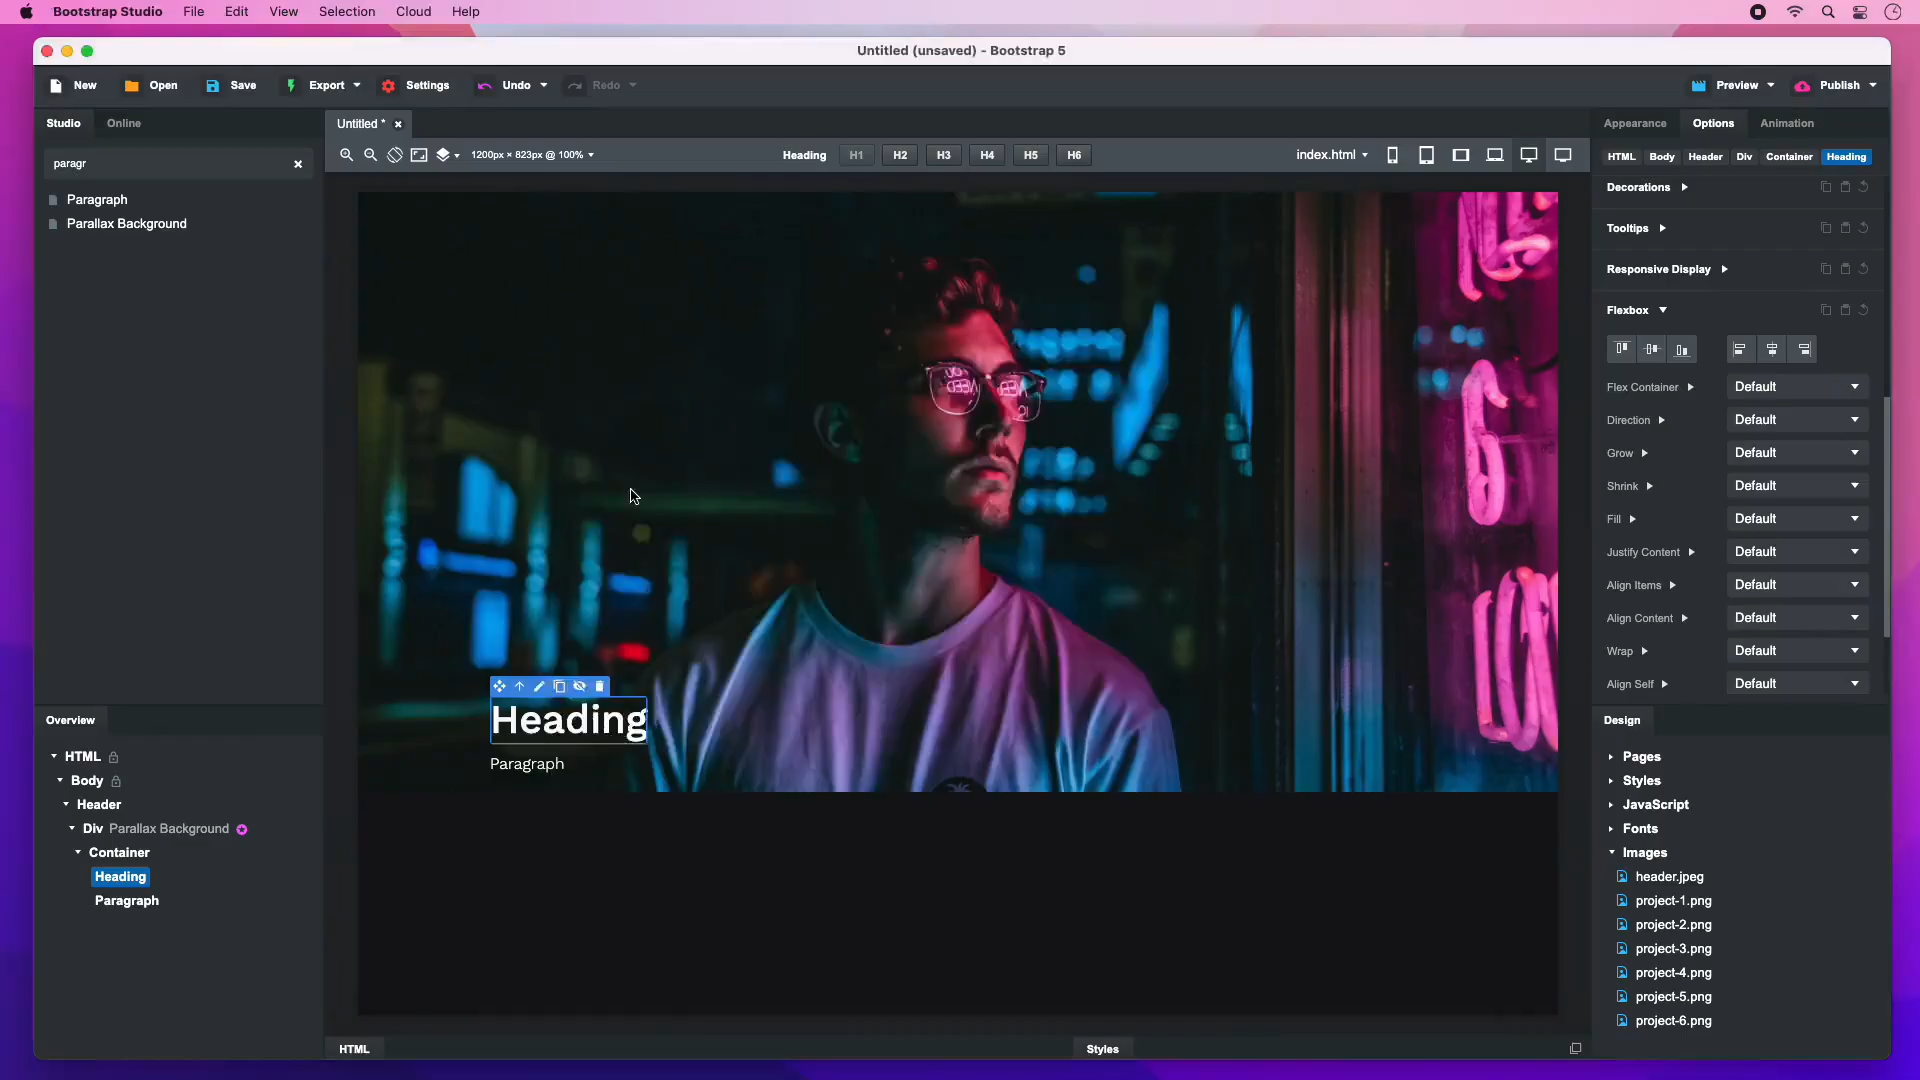 Bootstrap Studio File Edit View Selection Cloud Help
Untitled (unsaved) - Bootstrap 5
New Open Save Export Settings Undo Redo Preview Publish
Studio Online
paragr
Paragraph
Parallax Background
Untitled *
1200px × 823px @ 100%
Heading H1 H2 H3 H4 H5 H6
index.html
Heading
Paragraph
Appearance Options Animation
HTML Body Header Div Container Heading
Decorations
Tooltips
Responsive Display
Flexbox
Flex Container Default
Direction Default
Grow Default
Shrink Default
Fill Default
Justify Content Default
Align Items Default
Align Content Default
Wrap Default
Align Self Default
Overview
HTML
Body
Header
Div Parallax Background
Container
Heading
Paragraph
Design
Pages
Styles
JavaScript
Fonts
Images
header.jpeg
project-1.png
project-2.png
project-3.png
project-4.png
project-5.png
project-6.png
HTML
Styles